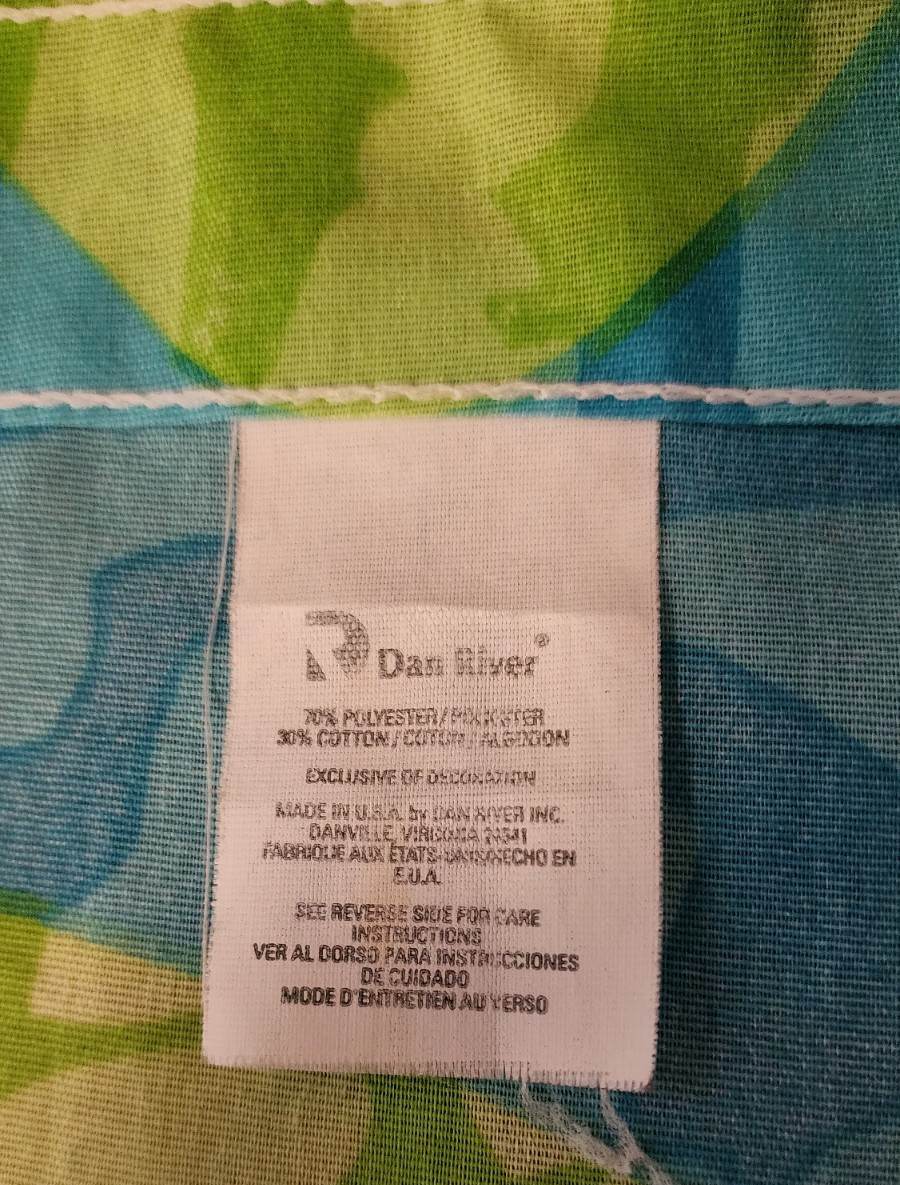 Dan River®
70% POLYESTER / POLYESTER
30% COTTON / COTON / ALGODON
EXCLUSIVE OF DECORATION
MADE IN U.S.A. by DAN RIVER INC.
DANVILLE, VIRGINIA 24541
FABRIQUE AUX ÉTATS-UNIS/HECHO EN
E.U.A.
SEE REVERSE SIDE FOR CARE
INSTRUCTIONS
VER AL DORSO PARA INSTRUCCIONES
DE CUIDADO
MODE D'ENTRETIEN AU VERSO